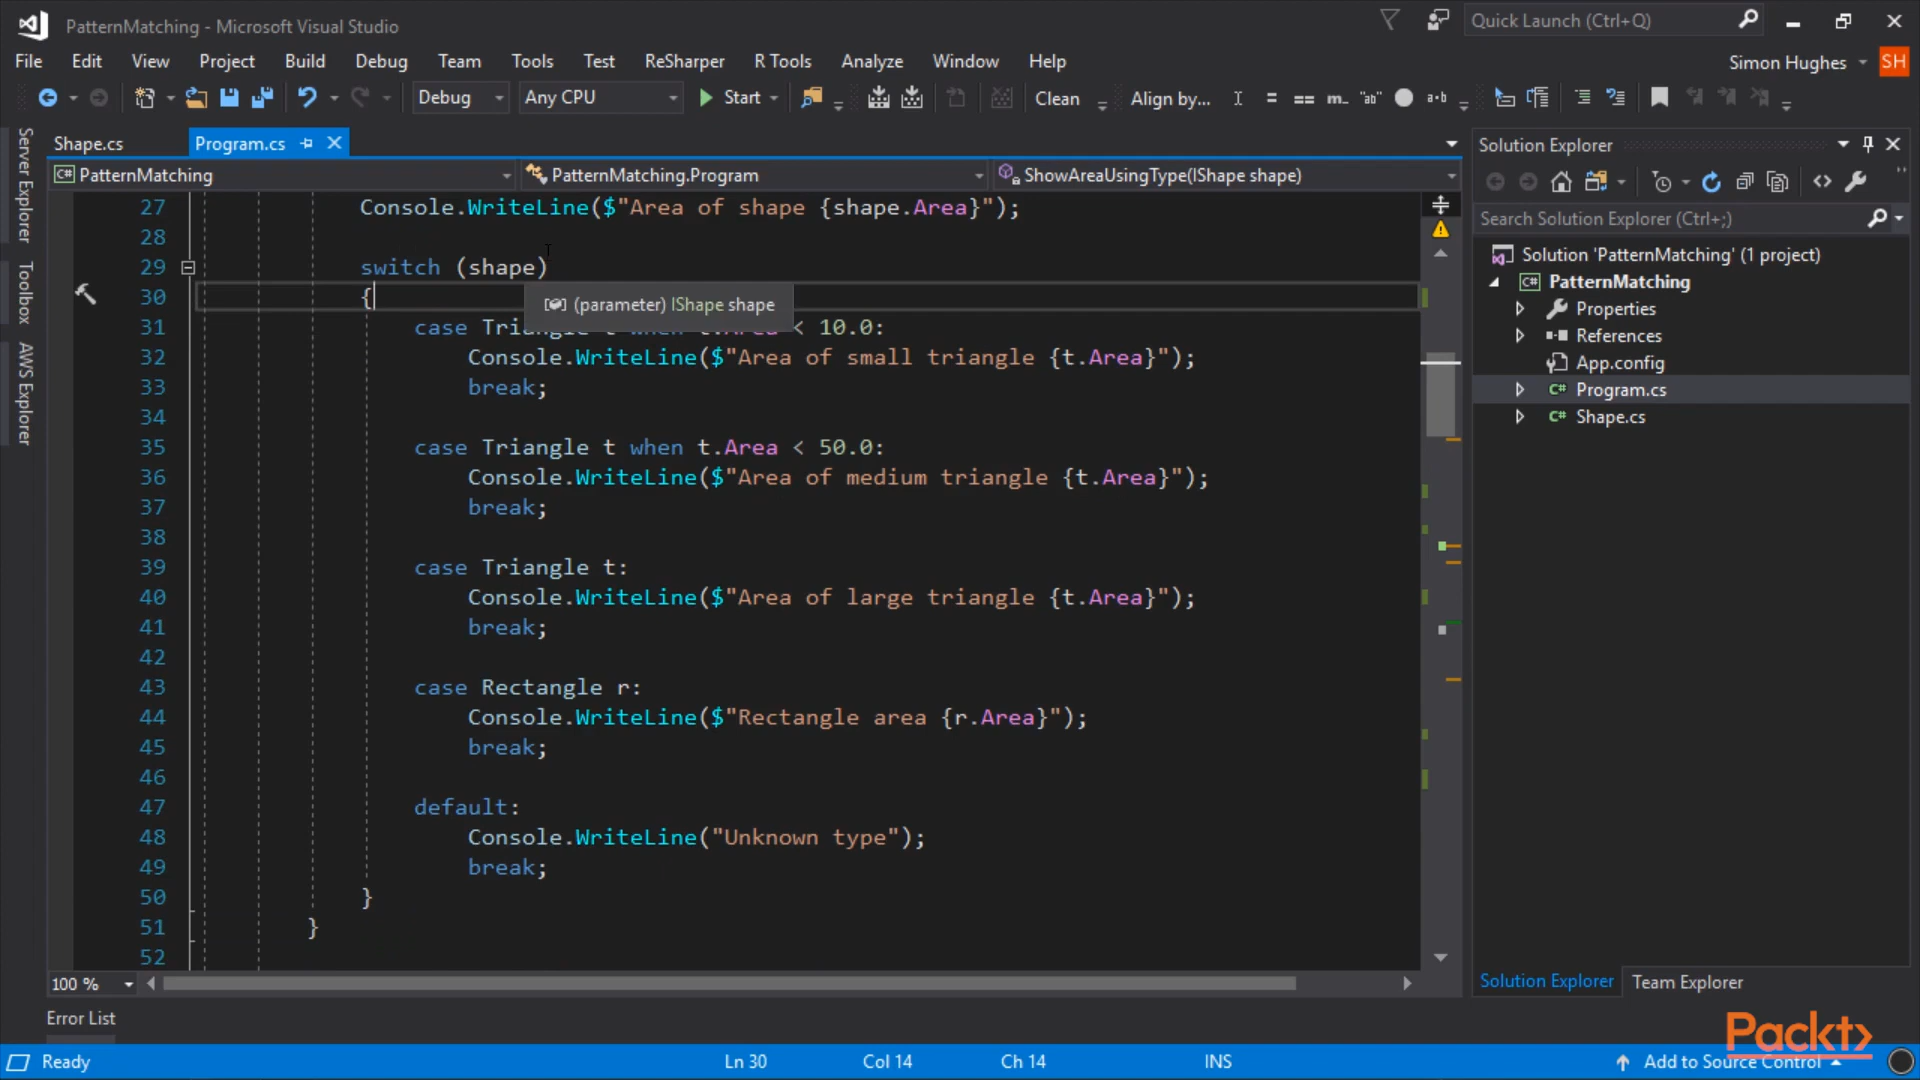 PatternMatching - Microsoft Visual Studio
Quick Launch (Ctrl+Q)
File Edit View Project Build Debug Team Tools Test ReSharper R Tools Analyze Window Help
Simon Hughes SH
Debug Any CPU Start Clean Align by...
Server Explorer
Toolbox
AWS Explorer
Shape.cs Program.cs
PatternMatching PatternMatching.Program ShowAreaUsingType(IShape shape)
27 Console.WriteLine($"Area of shape {shape.Area}");
28
29 switch (shape)
30 {
(parameter) IShape shape
31 case Triangle t when t.Area < 10.0:
32 Console.WriteLine($"Area of small triangle {t.Area}");
33 break;
34
35 case Triangle t when t.Area < 50.0:
36 Console.WriteLine($"Area of medium triangle {t.Area}");
37 break;
38
39 case Triangle t:
40 Console.WriteLine($"Area of large triangle {t.Area}");
41 break;
42
43 case Rectangle r:
44 Console.WriteLine($"Rectangle area {r.Area}");
45 break;
46
47 default:
48 Console.WriteLine("Unknown type");
49 break;
50 }
51 }
52
100 %
Solution Explorer
Search Solution Explorer (Ctrl+;)
Solution 'PatternMatching' (1 project)
PatternMatching
Properties
References
App.config
Program.cs
Shape.cs
Solution Explorer Team Explorer
Error List
Packt>
Ready Ln 30 Col 14 Ch 14 INS Add to Source Control